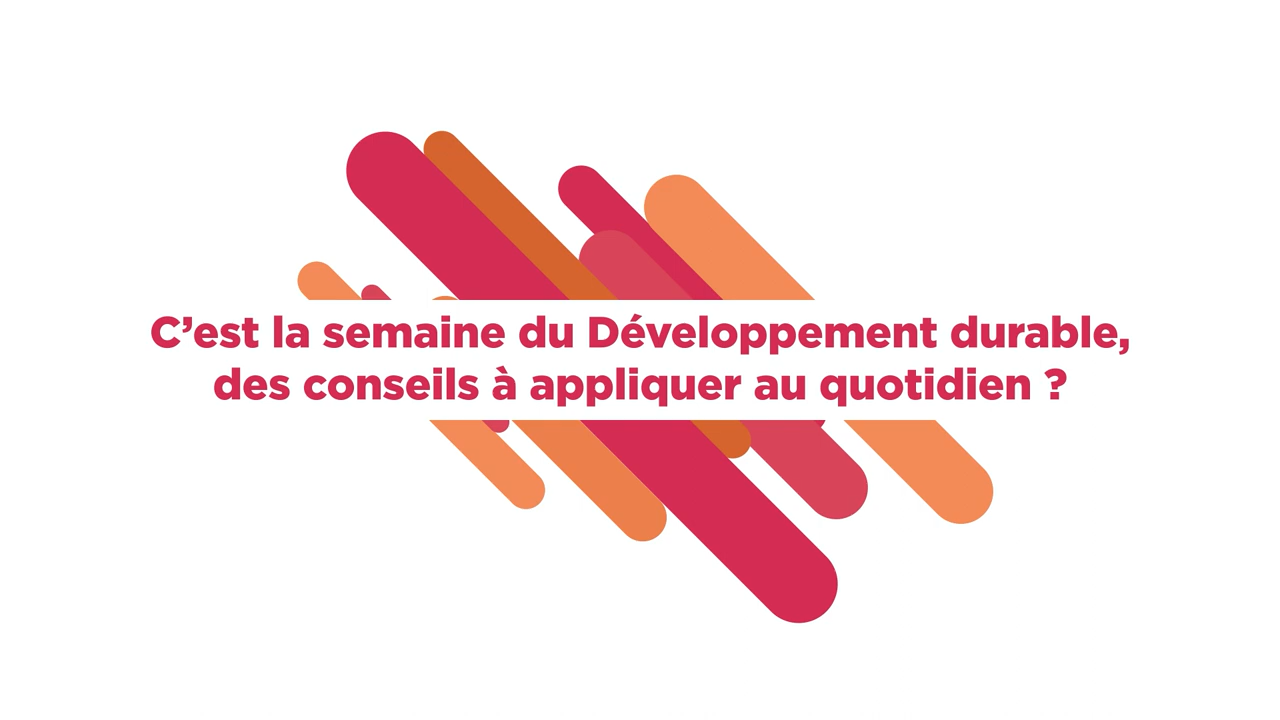 C’est la semaine du Développement durable,
des conseils à appliquer au quotidien ?